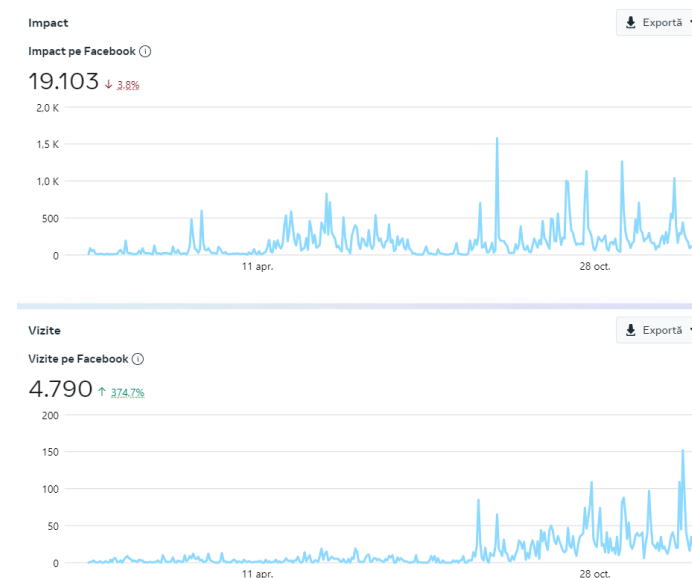 Impact
Exportă
Impact pe Facebook
19.103 ↓ 3,8%
2,0 K
1,5 K
1,0 K
500
0
11 apr.
28 oct.
Vizite
Exportă
Vizite pe Facebook
4.790 ↑ 374,7%
200
150
100
50
0
11 apr.
28 oct.